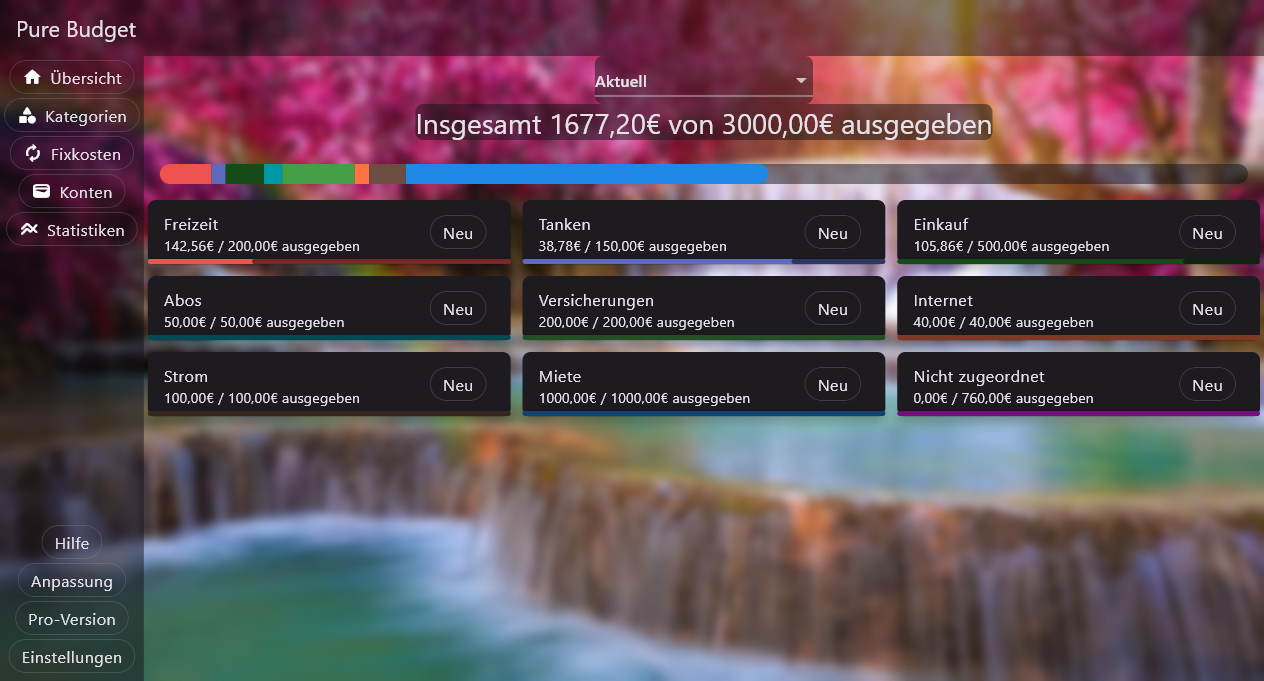 Pure Budget
Übersicht
Kategorien
Fixkosten
Konten
Statistiken
Hilfe
Anpassung
Pro-Version
Einstellungen
Aktuell
Insgesamt 1677,20€ von 3000,00€ ausgegeben
Freizeit
142,56€ / 200,00€ ausgegeben
Neu
Tanken
38,78€ / 150,00€ ausgegeben
Neu
Einkauf
105,86€ / 500,00€ ausgegeben
Neu
Abos
50,00€ / 50,00€ ausgegeben
Neu
Versicherungen
200,00€ / 200,00€ ausgegeben
Neu
Internet
40,00€ / 40,00€ ausgegeben
Neu
Strom
100,00€ / 100,00€ ausgegeben
Neu
Miete
1000,00€ / 1000,00€ ausgegeben
Neu
Nicht zugeordnet
0,00€ / 760,00€ ausgegeben
Neu